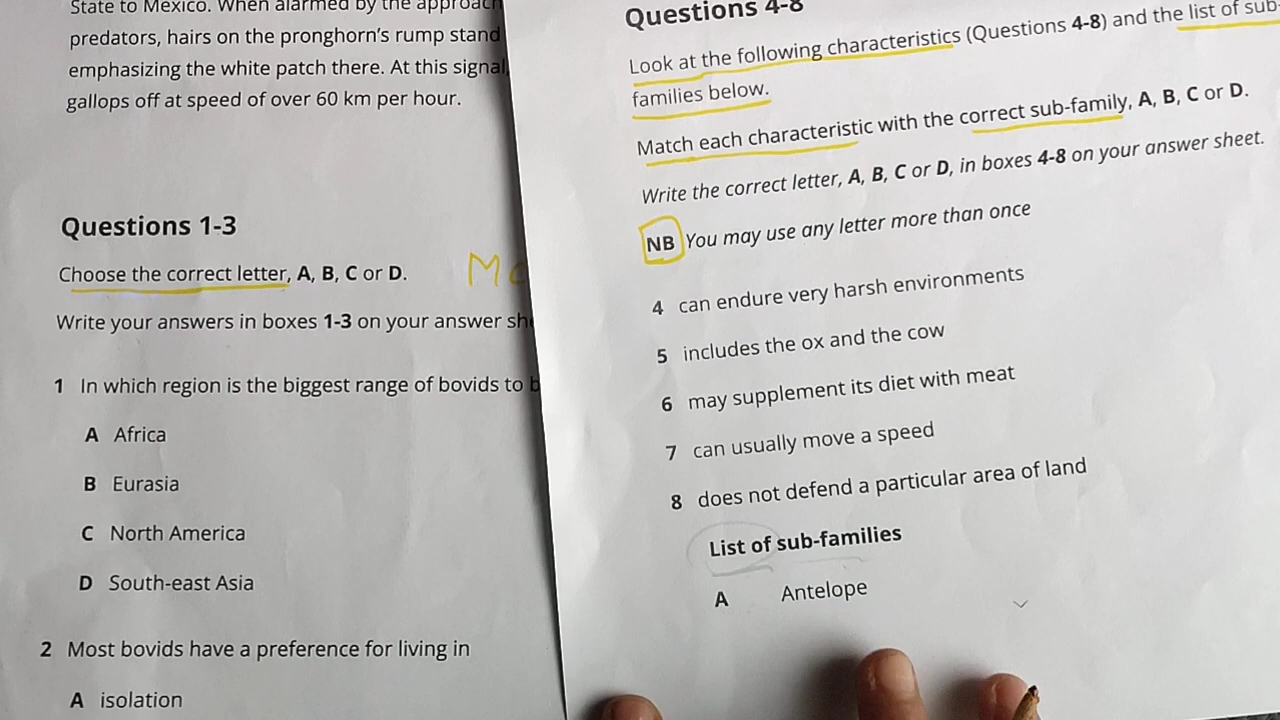 State to Mexico. When alarmed by the
predators, hairs on the pronghorn's rump stand
emphasizing the white patch there. At this signal,
gallops off at speed of over 60 km per hour.
Questions 1-3
Choose the correct letter, A, B, C or D.
Write your answers in boxes 1-3 on your answer
1 In which region is the biggest range of bovids to
A Africa
B Eurasia
C North America
D South-east Asia
2 Most bovids have a preference for living in
A isolation
Questions 4-8
Look at the following characteristics (Questions 4-8) and the list of sub-
families below.
Match each characteristic with the correct sub-family, A, B, C or D.
Write the correct letter, A, B, C or D, in boxes 4-8 on your answer sheet.
NB You may use any letter more than once
4 can endure very harsh environments
5 includes the ox and the cow
6 may supplement its diet with meat
7 can usually move a speed
8 does not defend a particular area of land
List of sub-families
A Antelope